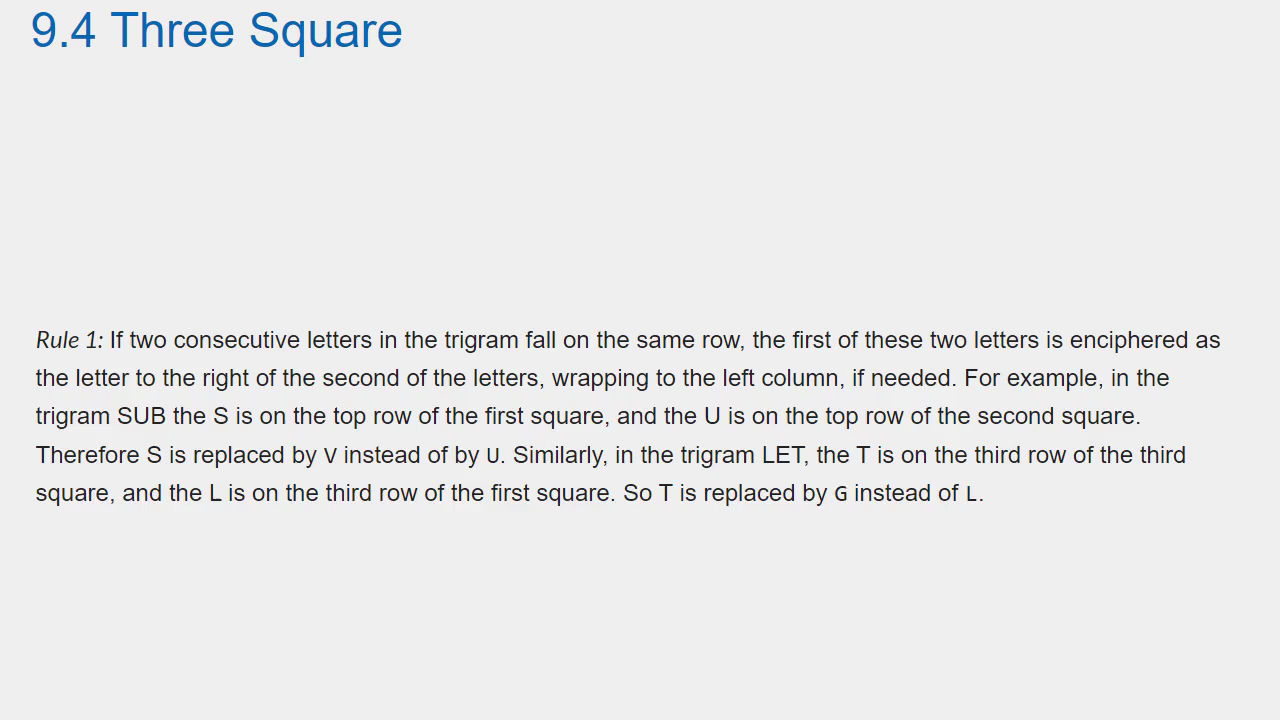 9.4 Three Square
Rule 1: If two consecutive letters in the trigram fall on the same row, the first of these two letters is enciphered as
the letter to the right of the second of the letters, wrapping to the left column, if needed. For example, in the
trigram SUB the S is on the top row of the first square, and the U is on the top row of the second square.
Therefore S is replaced by V instead of by U. Similarly, in the trigram LET, the T is on the third row of the third
square, and the L is on the third row of the first square. So T is replaced by G instead of L.